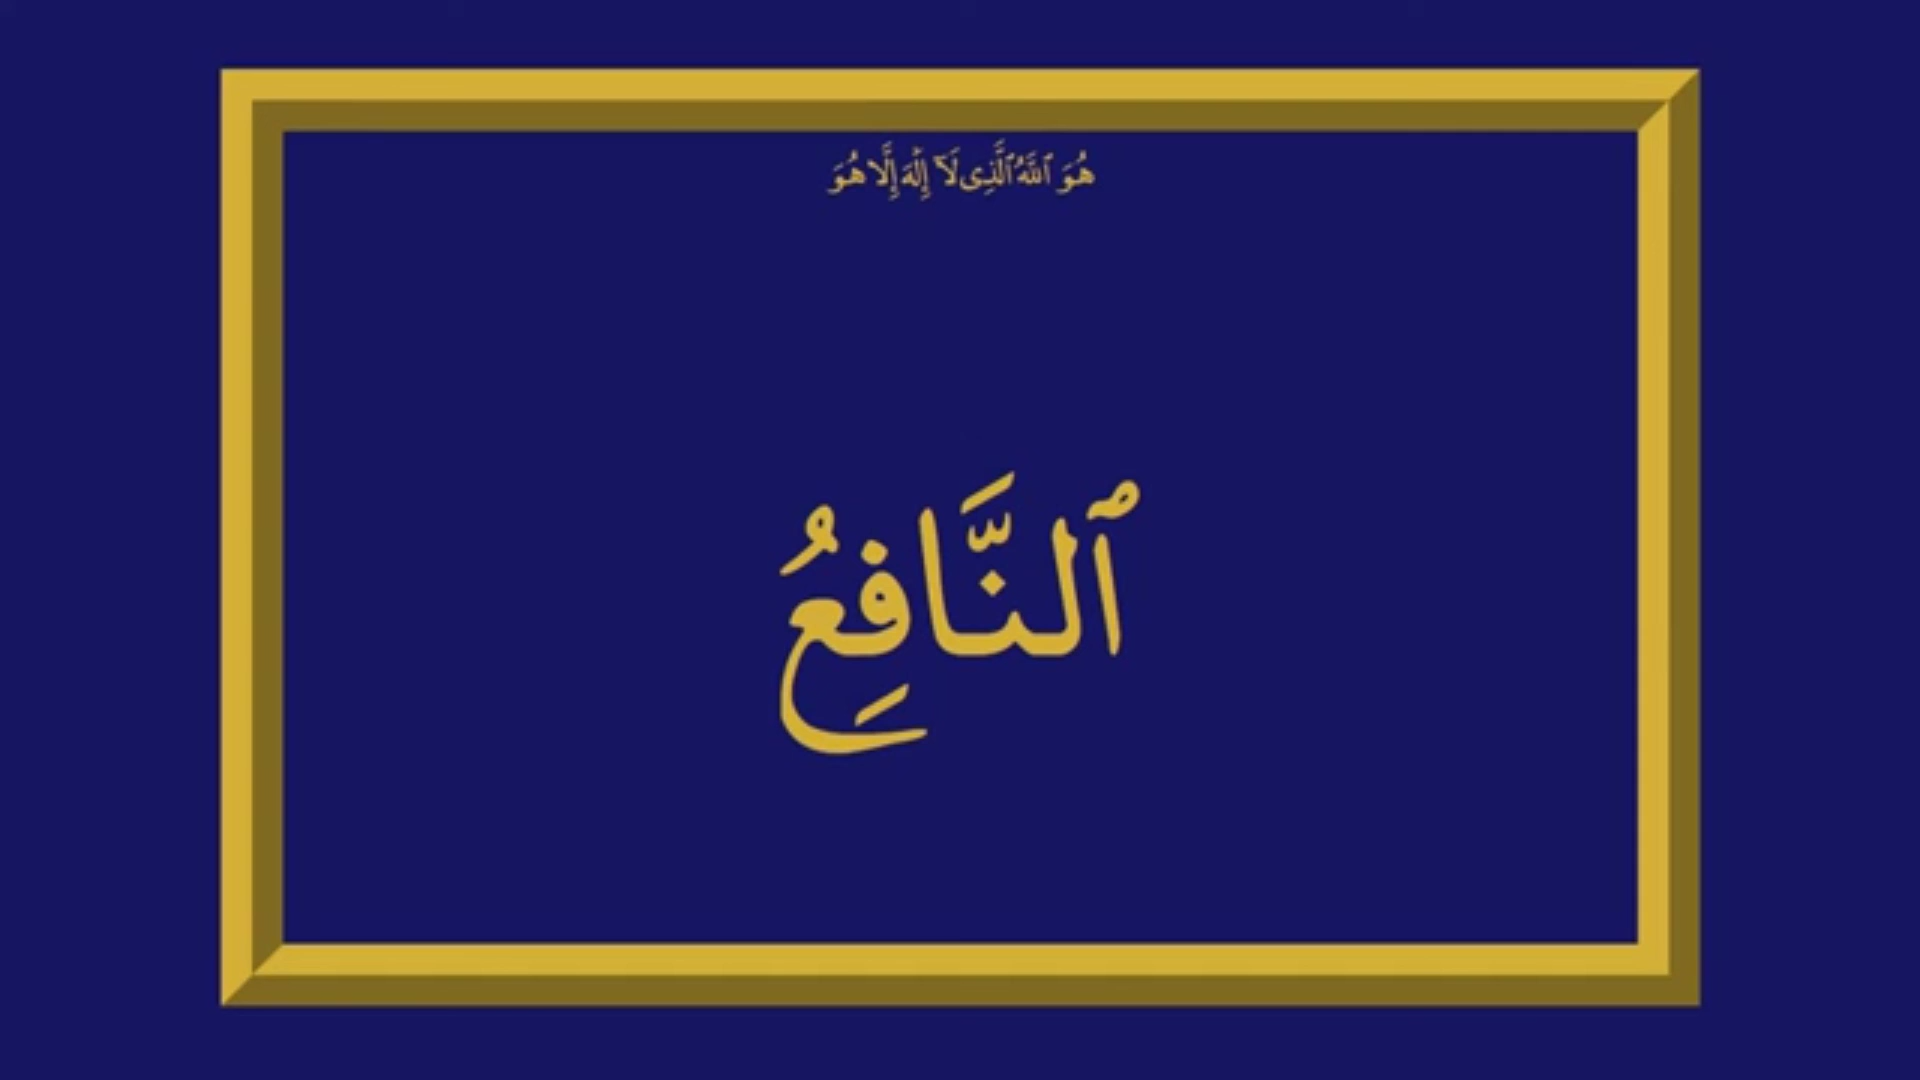 هُوَ ٱللَّهُ ٱلَّذِى لَآ إِلَٰهَ إِلَّا هُوَ
ٱلنَّافِعُ